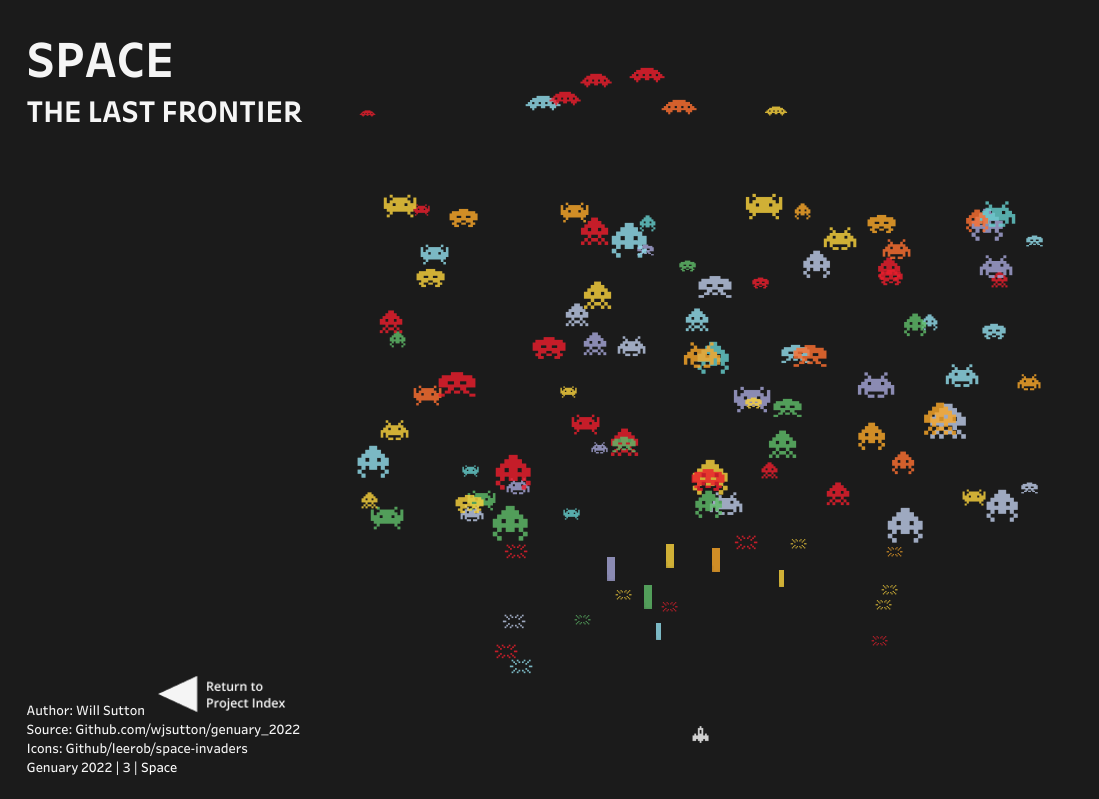 SPACE
THE LAST FRONTIER
Return to
Project Index
Author: Will Sutton
Source: Github.com/wjsutton/genuary_2022
Icons: Github/leerob/space-invaders
Genuary 2022 | 3 | Space